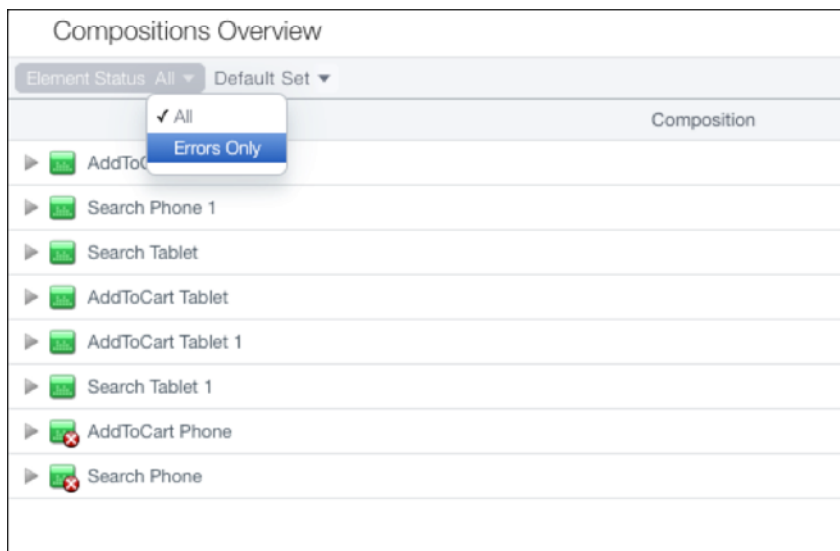 Compositions Overview
Element Status All Default Set
All
Errors Only
Composition
Search Phone 1
Search Tablet
AddToCart Tablet
AddToCart Tablet 1
Search Tablet 1
AddToCart Phone
Search Phone